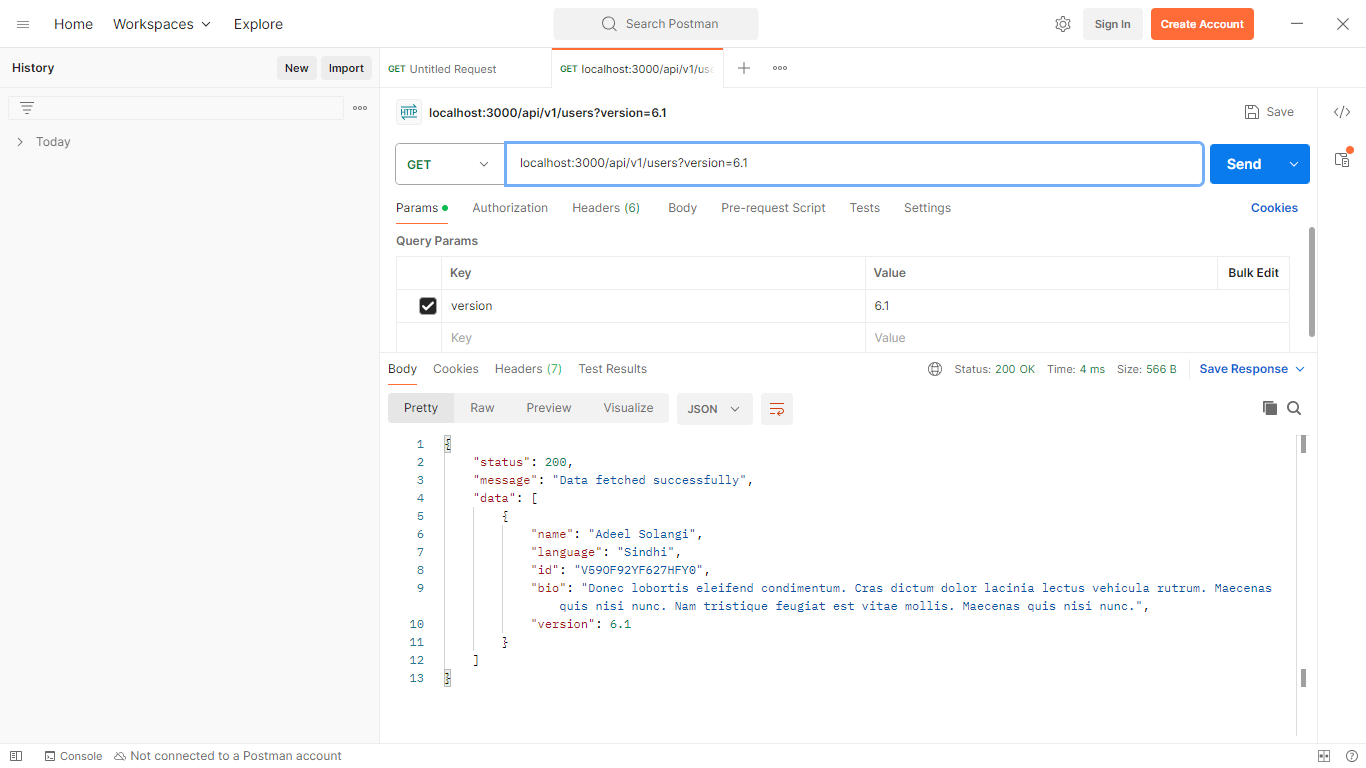 Home Workspaces Explore Search Postman Sign In Create Account
History New Import GET Untitled Request GET localhost:3000/api/v1/use
HTTP localhost:3000/api/v1/users?version=6.1 Save
Today
GET localhost:3000/api/v1/users?version=6.1 Send
Params Authorization Headers (6) Body Pre-request Script Tests Settings Cookies
Query Params
Key Value Bulk Edit
version 6.1
Key Value
Body Cookies Headers (7) Test Results Status: 200 OK Time: 4 ms Size: 566 B Save Response
Pretty Raw Preview Visualize JSON
1 {
2 "status": 200,
3 "message": "Data fetched successfully",
4 "data": [
5 {
6 "name": "Adeel Solangi",
7 "language": "Sindhi",
8 "id": "V59OF92YF627HFY0",
9 "bio": "Donec lobortis eleifend condimentum. Cras dictum dolor lacinia lectus vehicula rutrum. Maecenas
quis nisi nunc. Nam tristique feugiat est vitae mollis. Maecenas quis nisi nunc.",
10 "version": 6.1
11 }
12 ]
13 }
Console Not connected to a Postman account